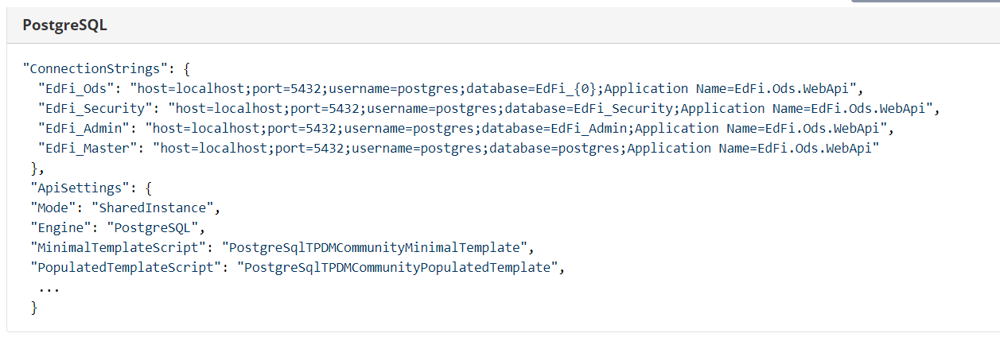 PostgreSQL
"ConnectionStrings": {
"EdFi_Ods": "host=localhost;port=5432;username=postgres;database=EdFi_{0};Application Name=EdFi.Ods.WebApi",
"EdFi_Security": "host=localhost;port=5432;username=postgres;database=EdFi_Security;Application Name=EdFi.Ods.WebApi",
"EdFi_Admin": "host=localhost;port=5432;username=postgres;database=EdFi_Admin;Application Name=EdFi.Ods.WebApi",
"EdFi_Master": "host=localhost;port=5432;username=postgres;database=postgres;Application Name=EdFi.Ods.WebApi"
},
"ApiSettings": {
"Mode": "SharedInstance",
"Engine": "PostgreSQL",
"MinimalTemplateScript": "PostgreSqlTPDMCommunityMinimalTemplate",
"PopulatedTemplateScript": "PostgreSqlTPDMCommunityPopulatedTemplate",
...
}